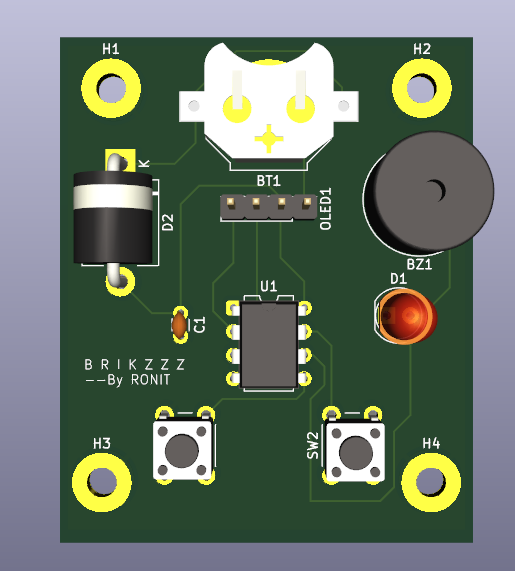 H1
H2
K
BT1
OLED1
D2
BZ1
D1
U1
C1
B R I K Z Z Z
--By RONIT
SW2
H3
H4